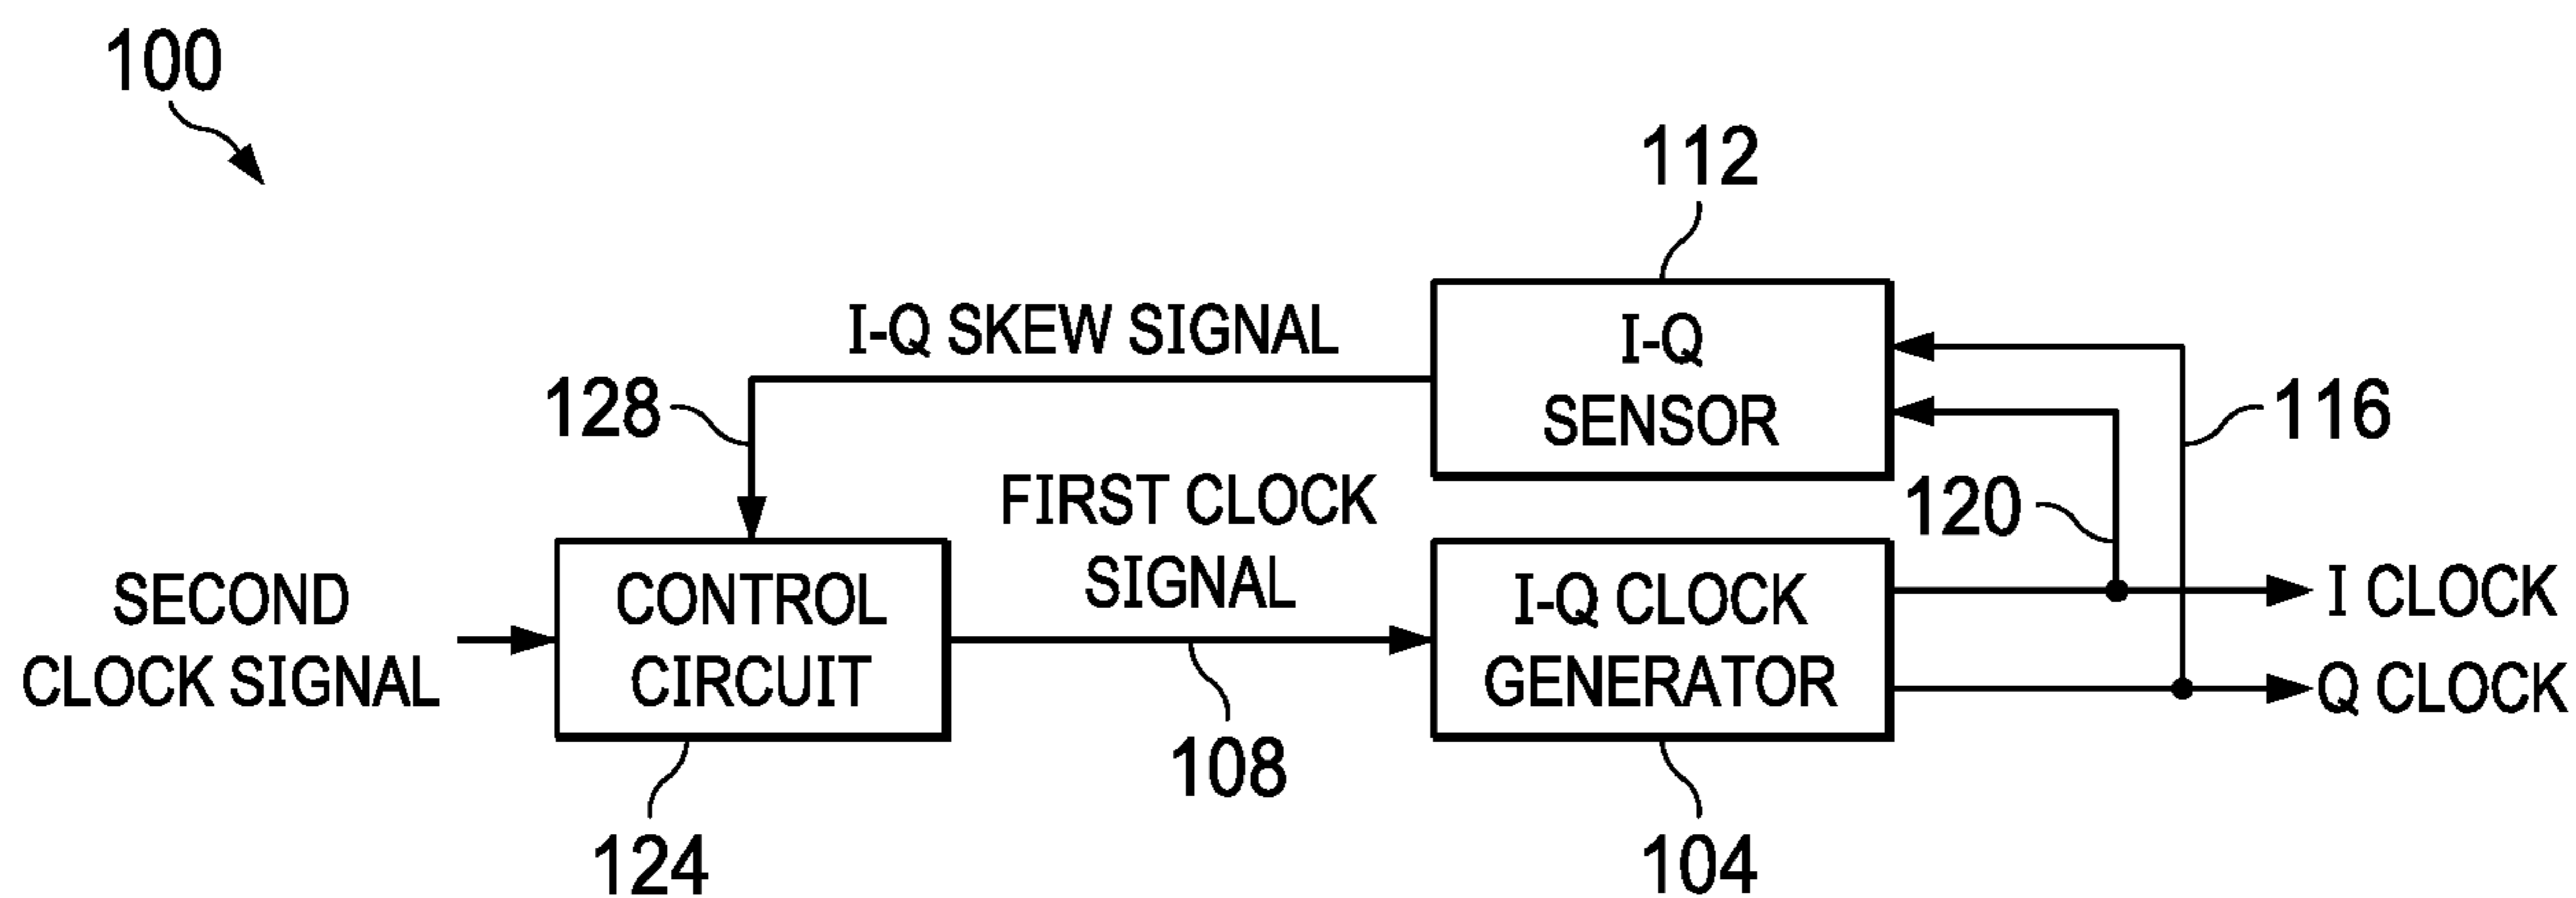 100
112
I-Q SKEW SIGNAL
I-Q
SENSOR
128
116
FIRST CLOCK
SIGNAL
120
SECOND
CLOCK SIGNAL
CONTROL
CIRCUIT
I-Q CLOCK
GENERATOR
I CLOCK
Q CLOCK
108
124
104